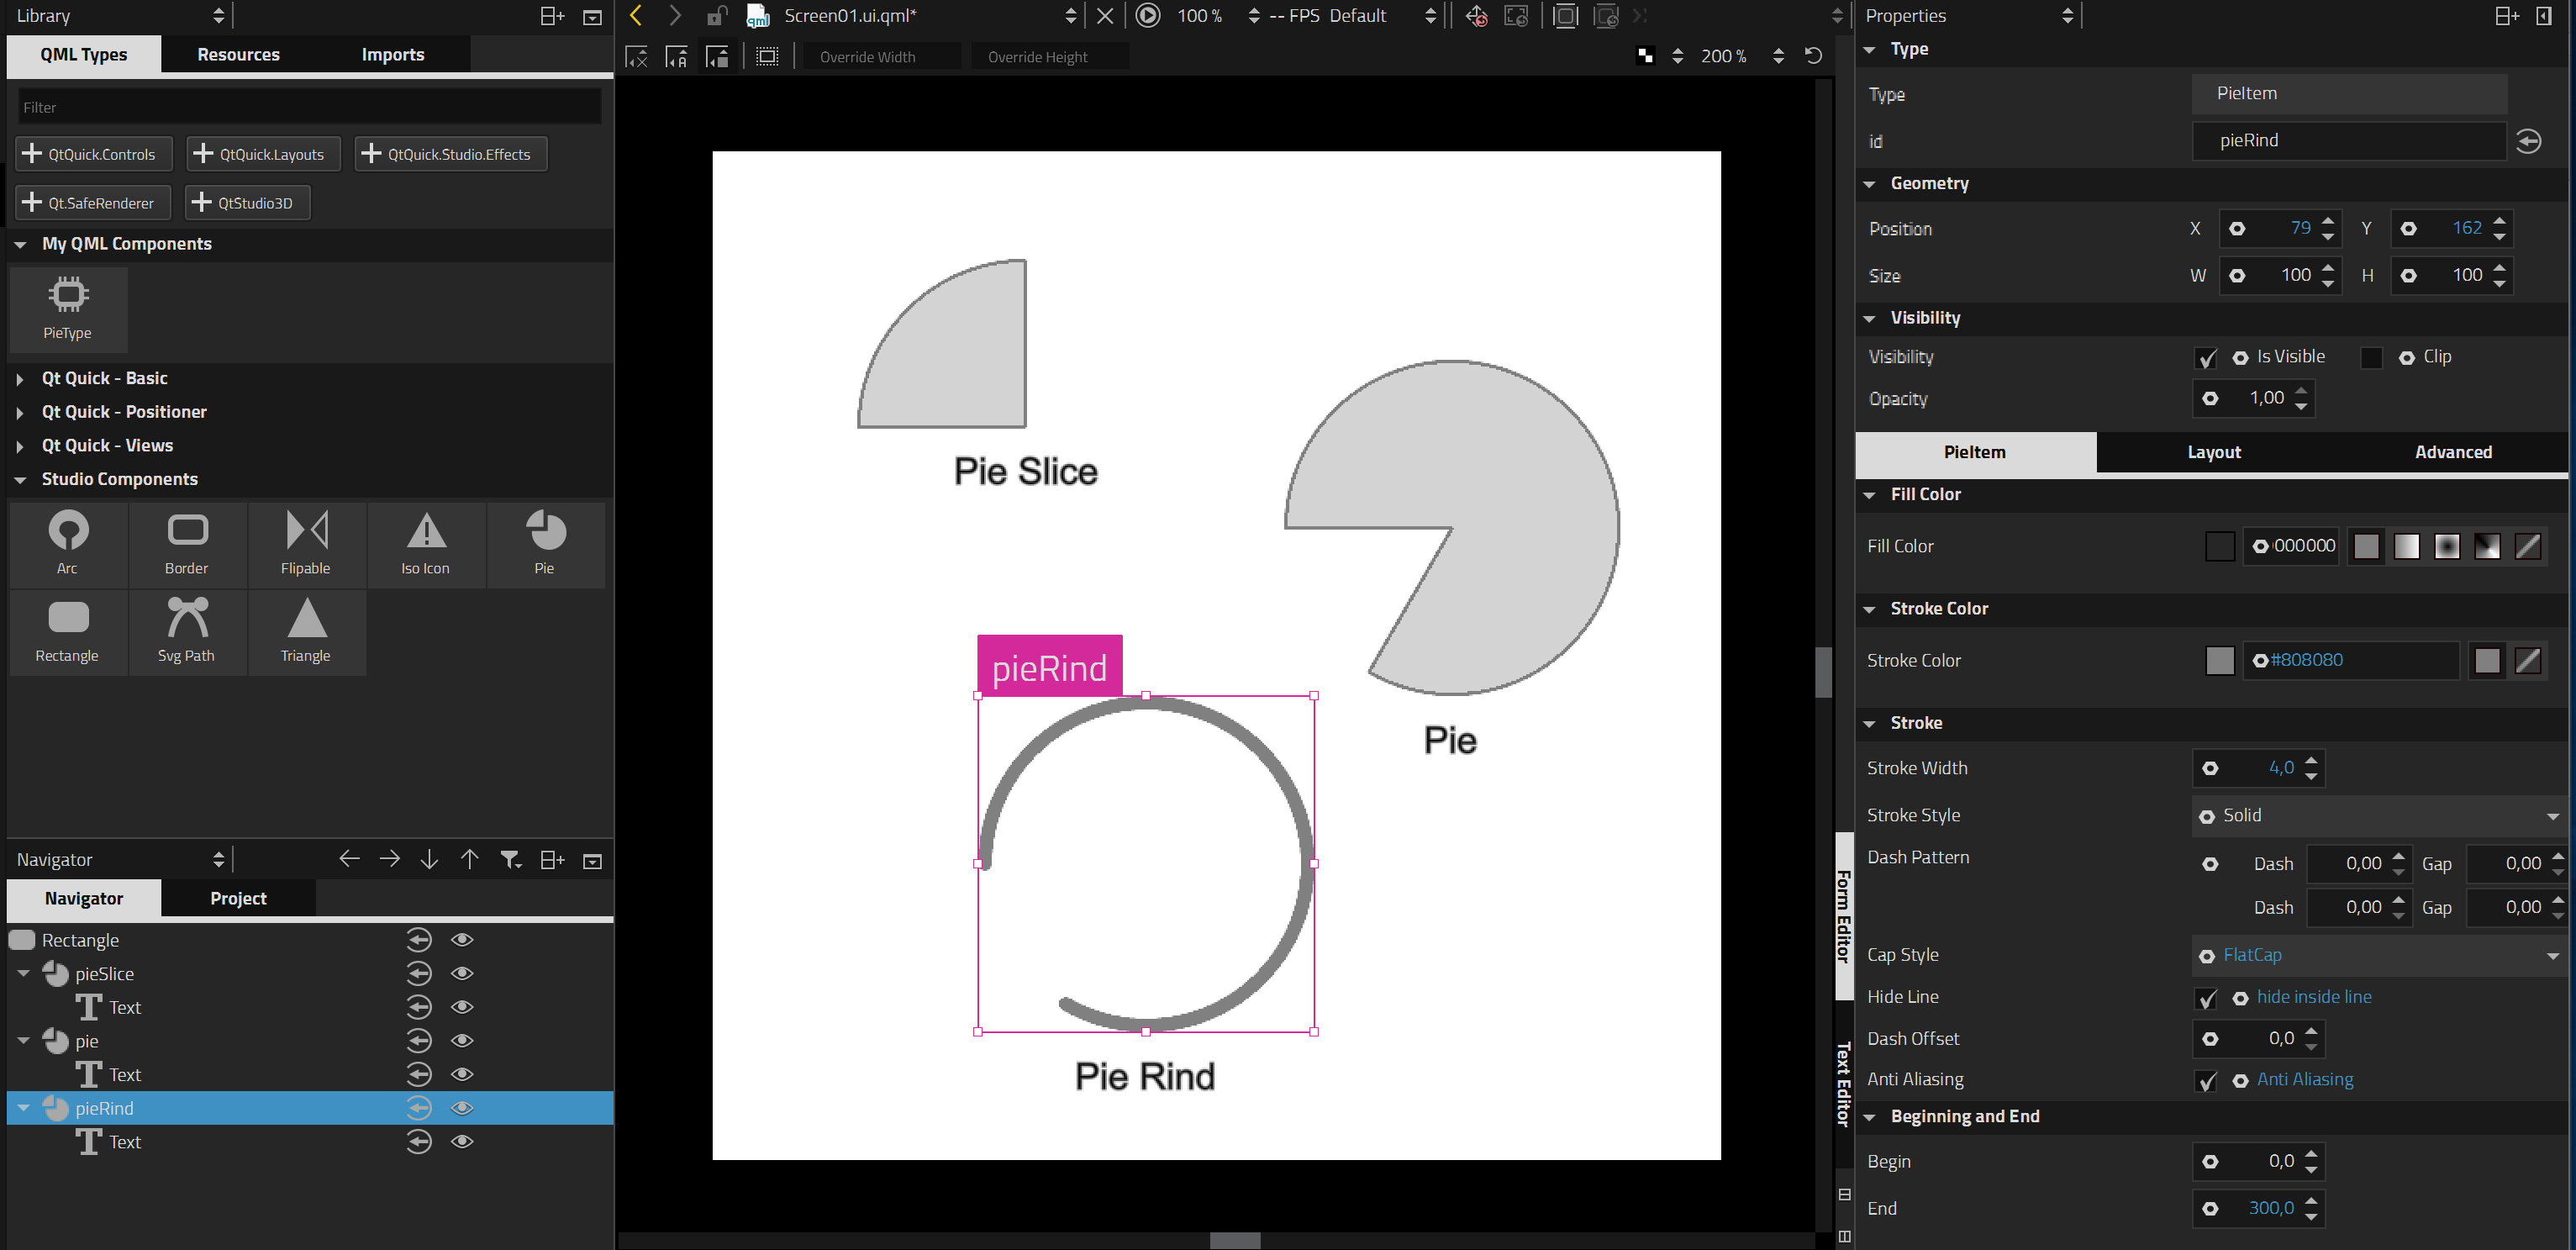 Library
QML Types Resources Imports
Filter
QtQuick.Controls QtQuick.Layouts QtQuick.Studio.Effects
Qt.SafeRenderer QtStudio3D
My QML Components
PieType
Qt Quick - Basic
Qt Quick - Positioner
Qt Quick - Views
Studio Components
Arc Border Flipable Iso Icon Pie
Rectangle Svg Path Triangle
Navigator
Navigator Project
Rectangle
pieSlice
Text
pie
Text
pieRind
Text
qml Screen01.ui.qml* 100 % -- FPS Default
Override Width Override Height 200 %
Pie Slice
Pie
pieRind
Pie Rind
Form Editor
Text Editor
Properties
Type
Type PieItem
id pieRind
Geometry
Position X 79 Y 162
Size W 100 H 100
Visibility
Visibility Is Visible Clip
Opacity 1,00
PieItem Layout Advanced
Fill Color
Fill Color 000000
Stroke Color
Stroke Color #808080
Stroke
Stroke Width 4,0
Stroke Style Solid
Dash Pattern Dash 0,00 Gap 0,00
Dash 0,00 Gap 0,00
Cap Style FlatCap
Hide Line hide inside line
Dash Offset 0,0
Anti Aliasing Anti Aliasing
Beginning and End
Begin 0,0
End 300,0